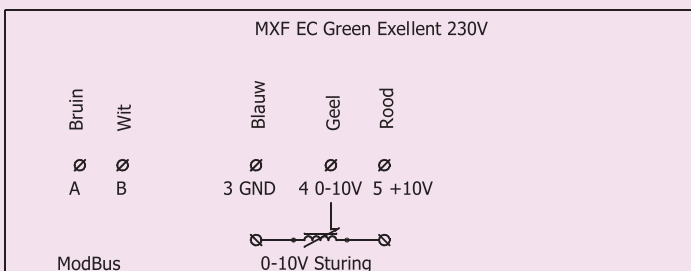 MXF EC Green Exellent 230V
Bruin Wit Blauw Geel Rood
A B 3 GND 4 0-10V 5 +10V
ModBus 0-10V Sturing